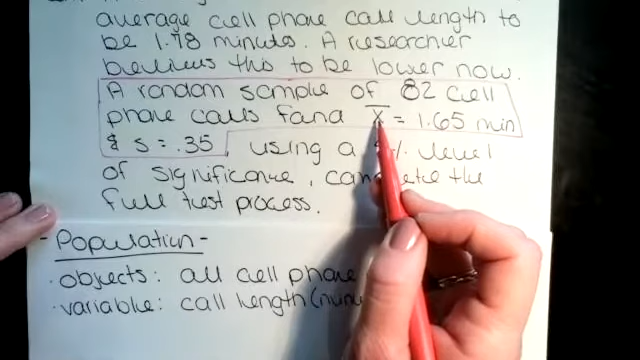 average cell phone call length to
be 1.78 minutes. A researcher
believes this to be lower now.
A random sample of 82 cell
phone calls found x̄ = 1.65 min
& s = .35, using a % level
of significance, complete the
full test process.
- Population -
· objects: all cell phone
· variable: call length